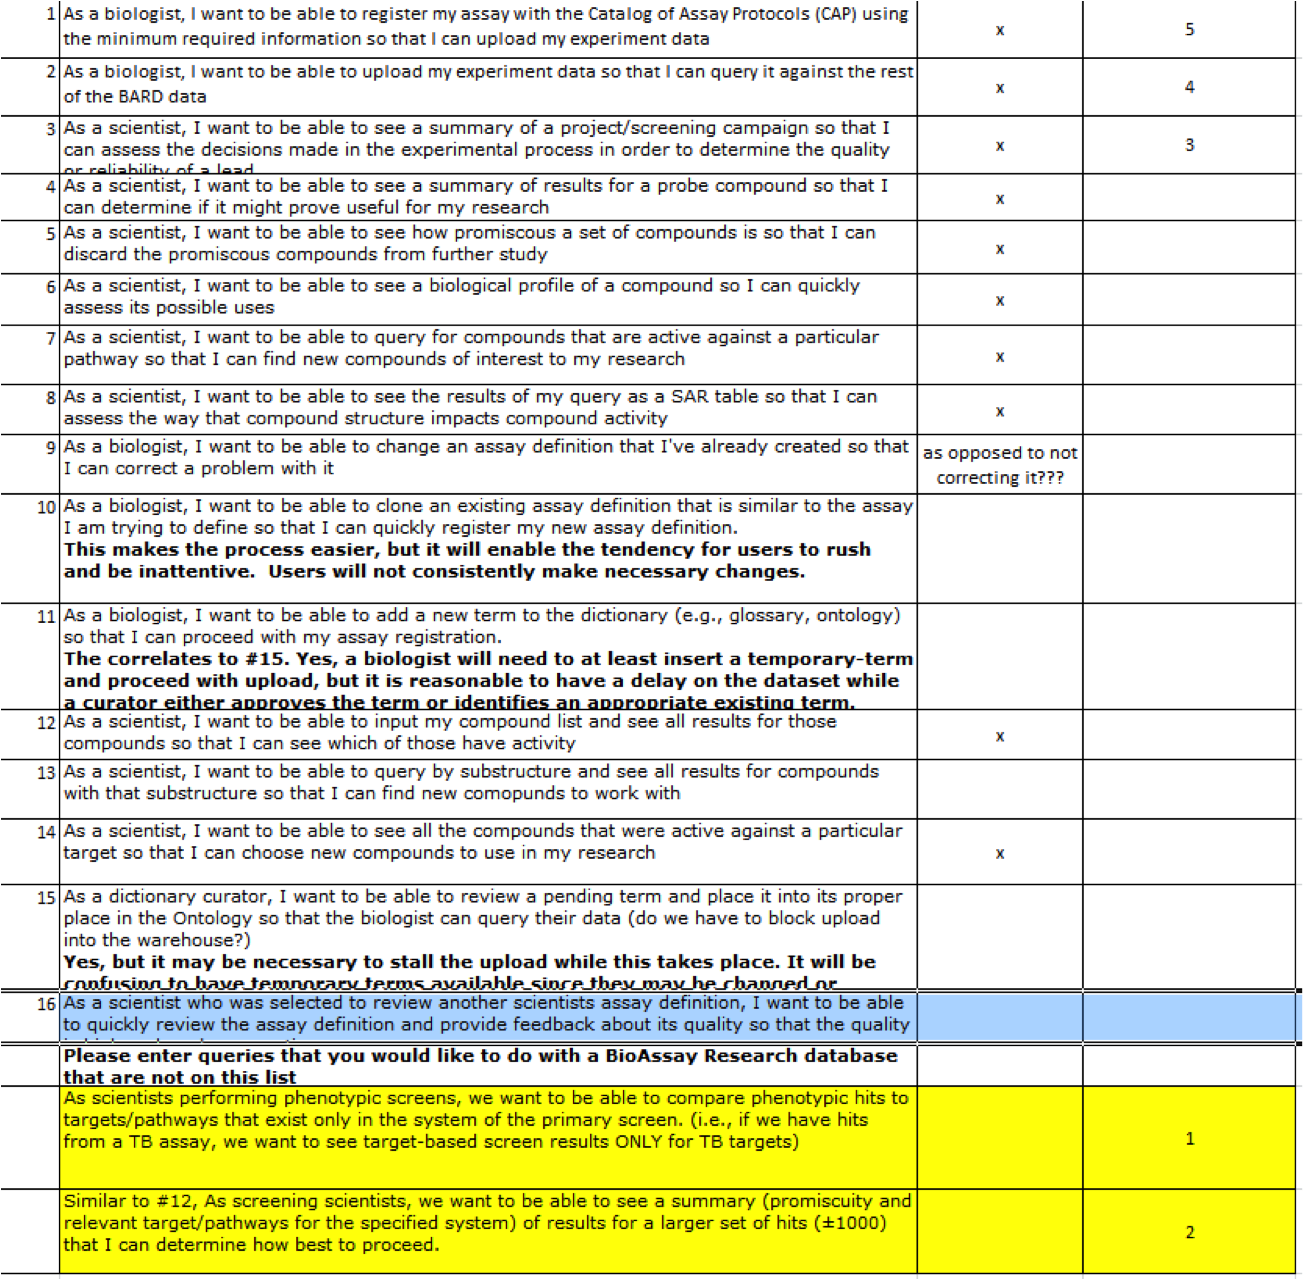 1 As a biologist, I want to be able to register my assay with the Catalog of Assay Protocols (CAP) using
the minimum required information so that I can upload my experiment data
x 5
2 As a biologist, I want to be able to upload my experiment data so that I can query it against the rest
of the BARD data
x 4
3 As a scientist, I want to be able to see a summary of a project/screening campaign so that I
can assess the decisions made in the experimental process in order to determine the quality
or reliability of a lead
x 3
4 As a scientist, I want to be able to see a summary of results for a probe compound so that I
can determine if it might prove useful for my research
x
5 As a scientist, I want to be able to see how promiscuous a set of compounds is so that I can
discard the promiscous compounds from further study
x
6 As a scientist, I want to be able to see a biological profile of a compound so I can quickly
assess its possible uses
x
7 As a scientist, I want to be able to query for compounds that are active against a particular
pathway so that I can find new compounds of interest to my research
x
8 As a scientist, I want to be able to see the results of my query as a SAR table so that I can
assess the way that compound structure impacts compound activity
x
9 As a biologist, I want to be able to change an assay definition that I've already created so that
I can correct a problem with it
as opposed to not
correcting it???
10 As a biologist, I want to be able to clone an existing assay definition that is similar to the assay
I am trying to define so that I can quickly register my new assay definition.
This makes the process easier, but it will enable the tendency for users to rush
and be inattentive.  Users will not consistently make necessary changes.
11 As a biologist, I want to be able to add a new term to the dictionary (e.g., glossary, ontology)
so that I can proceed with my assay registration.
The correlates to #15. Yes, a biologist will need to at least insert a temporary-term
and proceed with upload, but it is reasonable to have a delay on the dataset while
a curator either approves the term or identifies an appropriate existing term.
12 As a scientist, I want to be able to input my compound list and see all results for those
compounds so that I can see which of those have activity
x
13 As a scientist, I want to be able to query by substructure and see all results for compounds
with that substructure so that I can find new comopunds to work with
14 As a scientist, I want to be able to see all the compounds that were active against a particular
target so that I can choose new compounds to use in my research
x
15 As a dictionary curator, I want to be able to review a pending term and place it into its proper
place in the Ontology so that the biologist can query their data (do we have to block upload
into the warehouse?)
Yes, but it may be necessary to stall the upload while this takes place. It will be
confusing to have temporary terms available since they may be changed or
16 As a scientist who was selected to review another scientists assay definition, I want to be able
to quickly review the assay definition and provide feedback about its quality so that the quality
Please enter queries that you would like to do with a BioAssay Research database
that are not on this list
As scientists performing phenotypic screens, we want to be able to compare phenotypic hits to
targets/pathways that exist only in the system of the primary screen. (i.e., if we have hits
from a TB assay, we want to see target-based screen results ONLY for TB targets)
1
Similar to #12, As screening scientists, we want to be able to see a summary (promiscuity and
relevant target/pathways for the specified system) of results for a larger set of hits (±1000)
that I can determine how best to proceed.
2